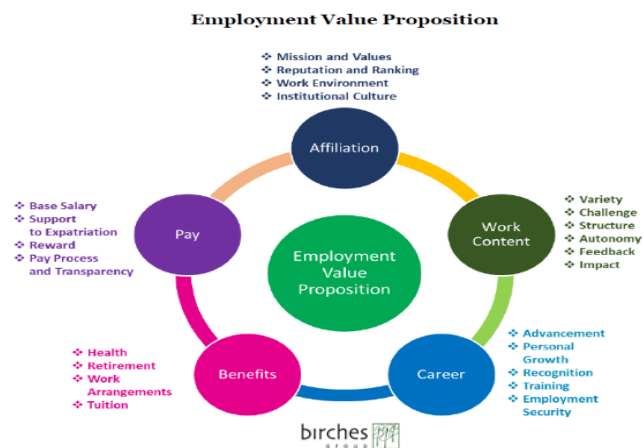 Employment Value Proposition
❖ Mission and Values
❖ Reputation and Ranking
❖ Work Environment
❖ Institutional Culture
Affiliation
❖ Base Salary
❖ Support
to Expatriation
❖ Reward
❖ Pay Process
and Transparency
Pay
Employment
Value
Proposition
Work
Content
❖ Variety
❖ Challenge
❖ Structure
❖ Autonomy
❖ Feedback
❖ Impact
❖ Health
❖ Retirement
❖ Work
Arrangements
❖ Tuition
Benefits
Career
❖ Advancement
❖ Personal
Growth
❖ Recognition
❖ Training
❖ Employment
Security
birches
group